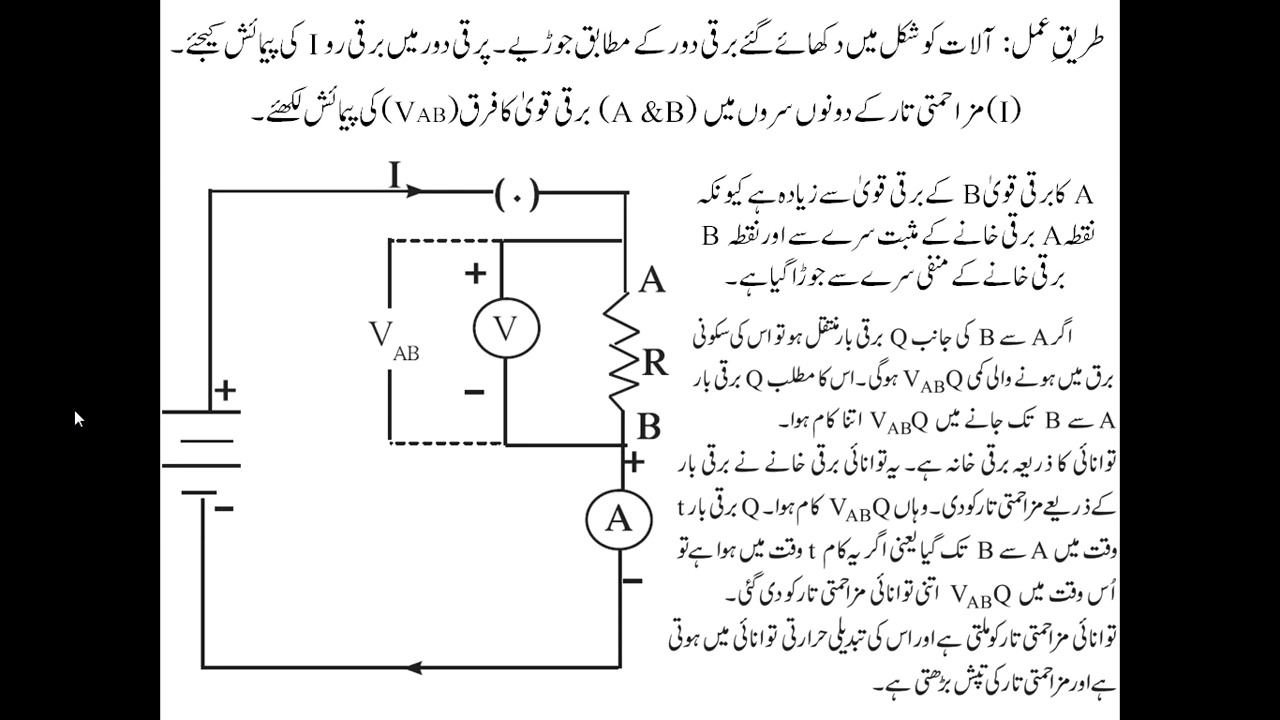 طریقِ عمل: آلات کو شکل میں دکھائے گئے برقی دور کے مطابق جوڑیے۔ برقی دور میں برقی رو I کی پیمائش کیجئے۔
(I) مزاحمتی تار کے دونوں سروں میں (A &B) برقی قویٰ کا فرق (VAB) کی پیمائش لکھئے۔
I
( . )
A کا برقی قویٰ B کے برقی قویٰ سے زیادہ ہے کیونکہ
نقطہ A برقی خانے کے مثبت سرے سے اور نقطہ B
برقی خانے کے منفی سرے سے جوڑا گیا ہے۔
اگر A سے B کی جانب Q برقی بار منتقل ہو تو اس کی سکونی
برق میں ہونے والی کمی VABQ ہوگی۔ اس کا مطلب Q برقی بار
A سے B تک جانے میں VABQ اتنا کام ہوا۔
توانائی کا ذریعہ برقی خانہ ہے۔ یہ توانائی برقی خانے نے برقی بار
کے ذریعے مزاحمتی تار کو دی۔ وہاں VABQ کام ہوا۔ Q برقی بار t
وقت میں A سے B تک گیا یعنی اگر یہ کام t وقت میں ہوا ہے تو
اُس وقت میں VABQ اتنی توانائی مزاحمتی تار کو دی گئی۔
توانائی مزاحمتی تار کو ملتی ہے اور اس کی تبدیلی حرارتی توانائی میں ہوتی
ہے اور مزاحمتی تار کی تپش بڑھتی ہے۔
+
A
V
VAB
R
−
+
B
+
A
−
−